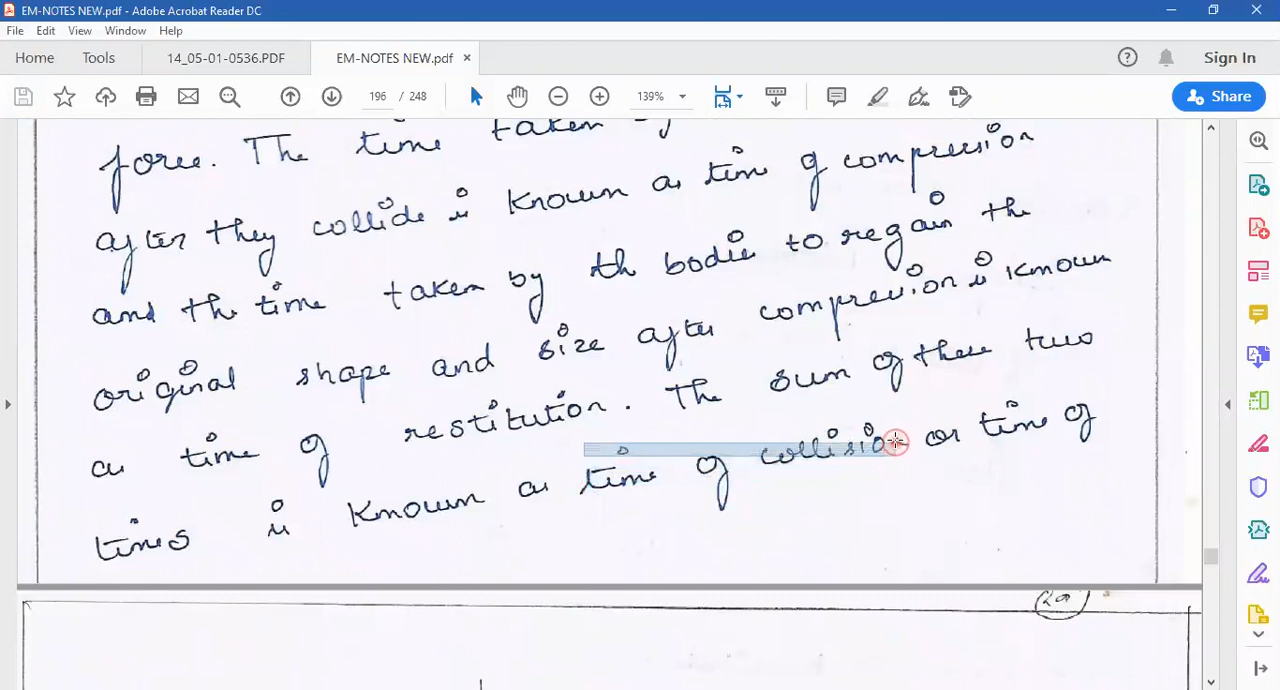 EM-NOTES NEW.pdf - Adobe Acrobat Reader DC
File Edit View Window Help
Home Tools 14_05-01-0536.PDF EM-NOTES NEW.pdf ×
Sign In
196 / 248 139% Share
force. The time taken by
after they collide is known as time of compression
and the time taken by th bodies to regain the
original shape and size after compression is known
as time of restitution. The sum of these two
times is known as time of collision or time of